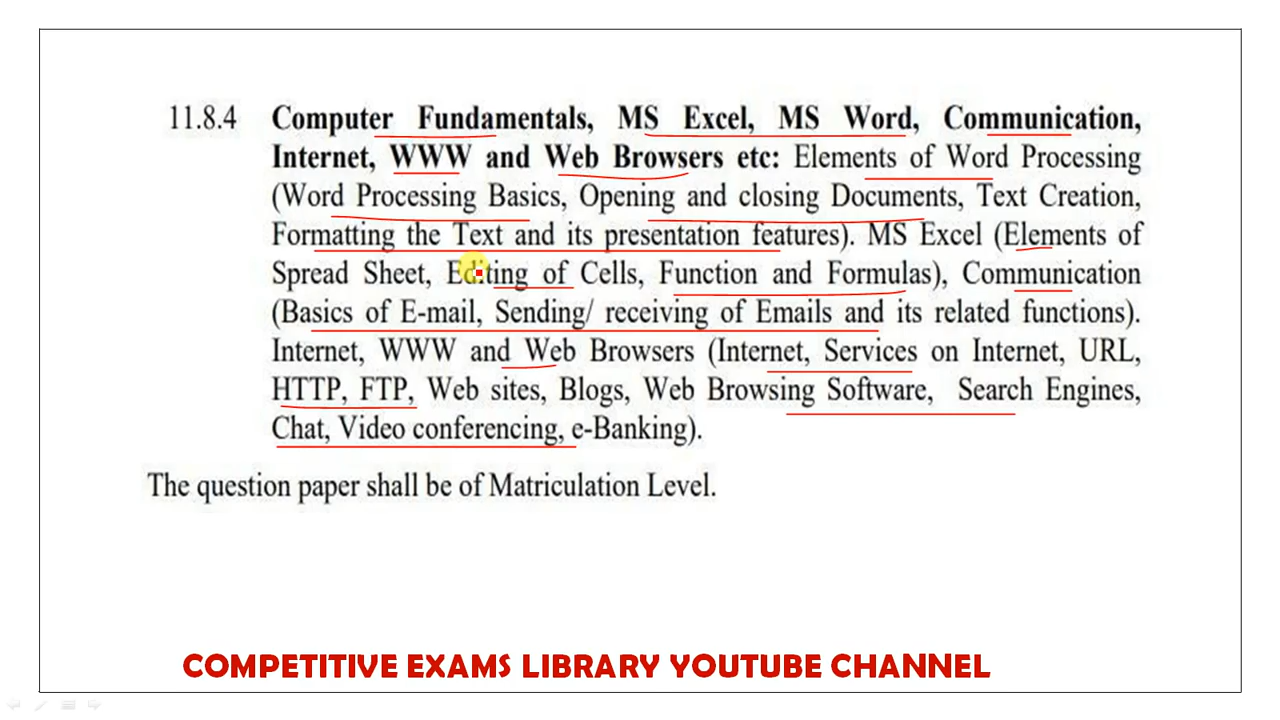 11.8.4 Computer Fundamentals, MS Excel, MS Word, Communication,
Internet, WWW and Web Browsers etc: Elements of Word Processing
(Word Processing Basics, Opening and closing Documents, Text Creation,
Formatting the Text and its presentation features). MS Excel (Elements of
Spread Sheet, Editing of Cells, Function and Formulas), Communication
(Basics of E-mail, Sending/ receiving of Emails and its related functions).
Internet, WWW and Web Browsers (Internet, Services on Internet, URL,
HTTP, FTP, Web sites, Blogs, Web Browsing Software, Search Engines,
Chat, Video conferencing, e-Banking).
The question paper shall be of Matriculation Level.
COMPETITIVE EXAMS LIBRARY YOUTUBE CHANNEL